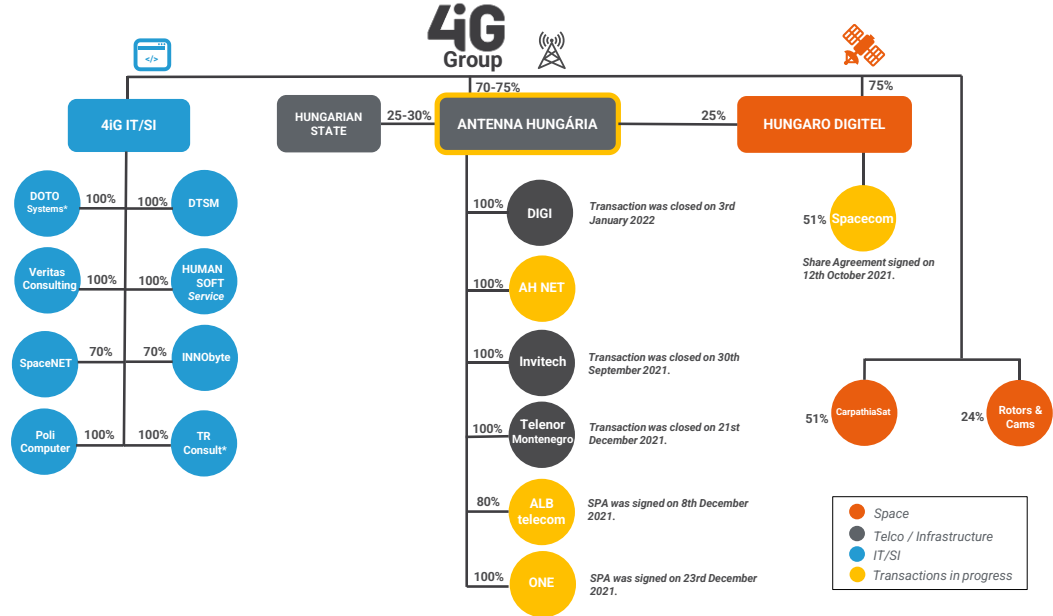 4iG
Group
</>
70-75%
75%
4iG IT/SI
HUNGARIAN
STATE
25-30%
ANTENNA HUNGÁRIA
25%
HUNGARO DIGITEL
DOTO
Systems*
100%
100%
DTSM
Veritas
Consulting
100%
100%
HUMAN
SOFT
Service
SpaceNET
70%
70%
INNObyte
Poli
Computer
100%
100%
TR
Consult*
100%
DIGI
Transaction was closed on 3rd
January 2022
100%
AH NET
100%
Invitech
Transaction was closed on 30th
September 2021.
100%
Telenor
Montenegro
Transaction was closed on 21st
December 2021.
80%
ALB
telecom
SPA was signed on 8th December
2021.
100%
ONE
SPA was signed on 23rd December
2021.
51%
Spacecom
Share Agreement signed on
12th October 2021.
51%
CarpathiaSat
24%
Rotors &
Cams
Space
Telco / Infrastructure
IT/SI
Transactions in progress